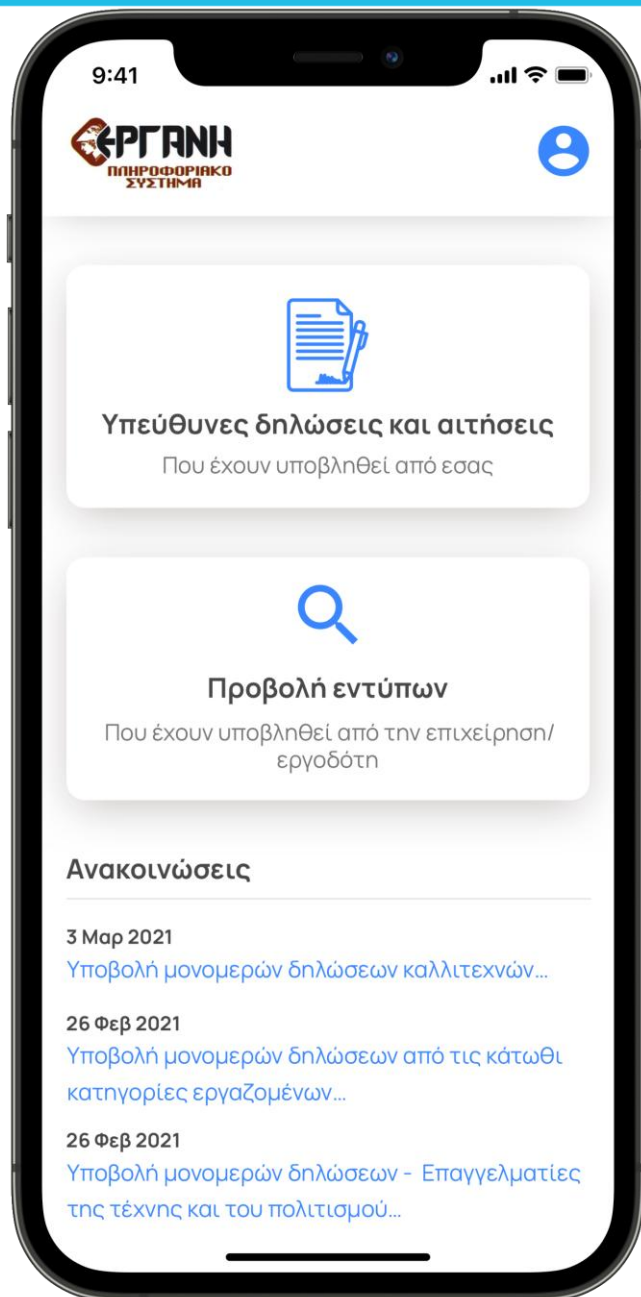 9:41
ΕΡΓΑΝΗ
ΠΛΗΡΟΦΟΡΙΑΚΟ
ΣΥΣΤΗΜΑ
Υπεύθυνες δηλώσεις και αιτήσεις
Που έχουν υποβληθεί από εσας
Προβολή εντύπων
Που έχουν υποβληθεί από την επιχείρηση/
εργοδότη
Ανακοινώσεις
3 Μαρ 2021
Υποβολή μονομερών δηλώσεων καλλιτεχνών...
26 Φεβ 2021
Υποβολή μονομερών δηλώσεων από τις κάτωθι
κατηγορίες εργαζομένων...
26 Φεβ 2021
Υποβολή μονομερών δηλώσεων - Επαγγελματίες
της τέχνης και του πολιτισμού...